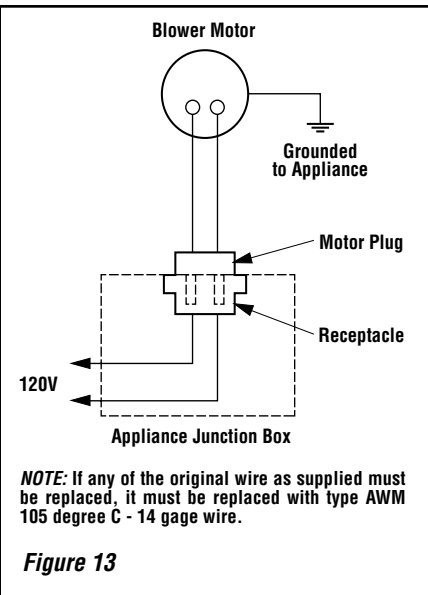 Blower Motor
Grounded
to Appliance
Motor Plug
Receptacle
120V
Appliance Junction Box
NOTE: If any of the original wire as supplied must
be replaced, it must be replaced with type AWM
105 degree C - 14 gage wire.
Figure 13